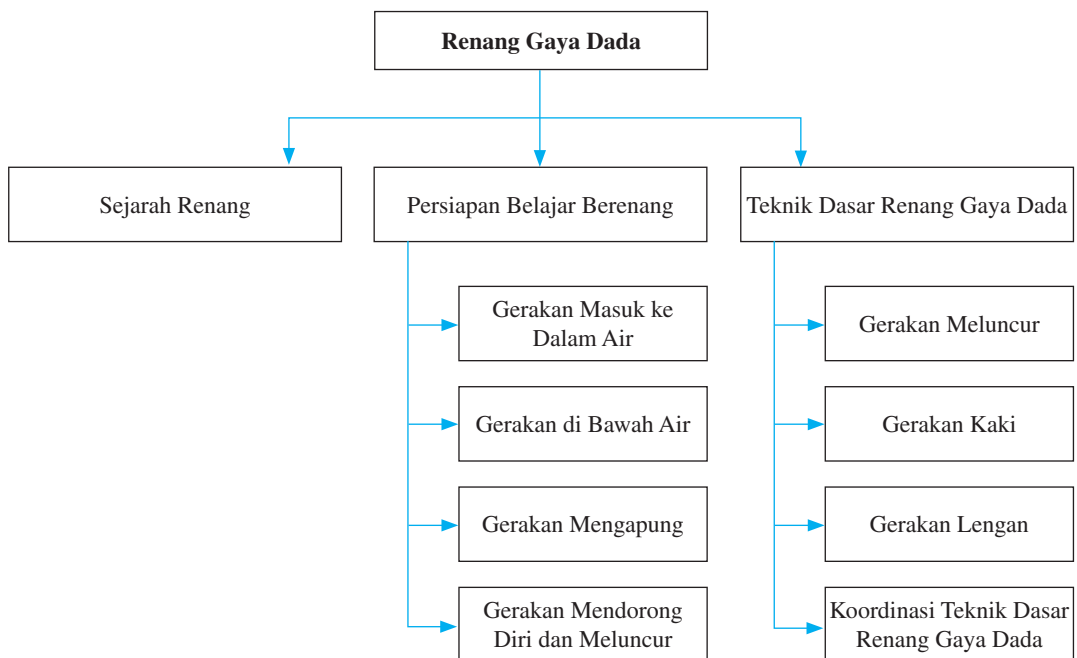 Renang Gaya Dada
Sejarah Renang
Persiapan Belajar Berenang
Teknik Dasar Renang Gaya Dada
Gerakan Masuk ke
Dalam Air
Gerakan di Bawah Air
Gerakan Mengapung
Gerakan Mendorong
Diri dan Meluncur
Gerakan Meluncur
Gerakan Kaki
Gerakan Lengan
Koordinasi Teknik Dasar
Renang Gaya Dada